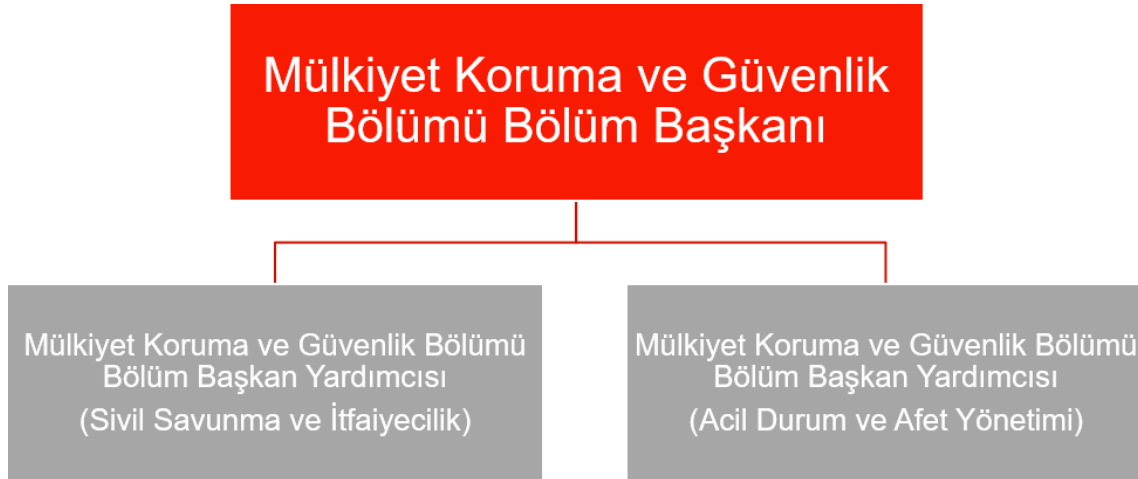 Mülkiyet Koruma ve Güvenlik
Bölümü Bölüm Başkanı
Mülkiyet Koruma ve Güvenlik Bölümü
Bölüm Başkan Yardımcısı
(Sivil Savunma ve İtfaiyecilik)
Mülkiyet Koruma ve Güvenlik Bölümü
Bölüm Başkan Yardımcısı
(Acil Durum ve Afet Yönetimi)